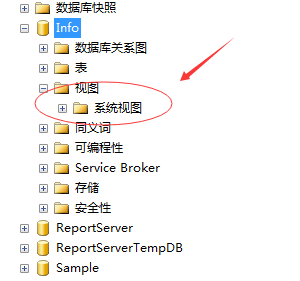 数据库快照
Info
数据库关系图
表
视图
系统视图
同义词
可编程性
Service Broker
存储
安全性
ReportServer
ReportServerTempDB
Sample